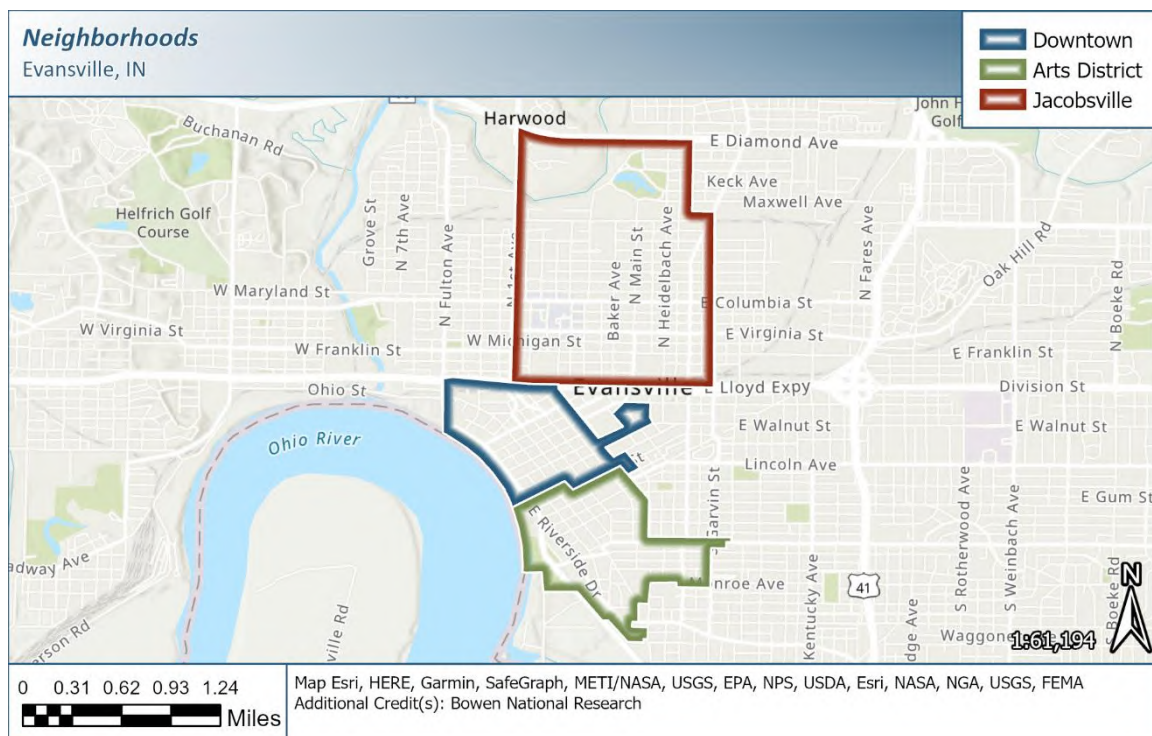 Neighborhoods
Evansville, IN
Downtown
Arts District
Jacobsville
Harwood
Buchanan Rd
E Diamond Ave
Keck Ave
Maxwell Ave
Helfrich Golf
Course
Grove St
N 7th Ave
N Fulton Ave
N 1st Ave
Baker Ave
N Main St
N Heidelbach Ave
N Fares Ave
Oak Hill Rd
N Boeke Rd
W Maryland St
E Columbia St
W Virginia St
W Michigan St
E Virginia St
W Franklin St
E Franklin St
Ohio St
Evansville
E Lloyd Expy
Division St
Ohio River
E Walnut St
E Walnut St
Lincoln Ave
E Gum St
E Riverside Dr
S Garvin St
S Rotherwood Ave
S Weinbach Ave
S Boeke Rd
Monroe Ave
Kentucky Ave
41
N
1:61,194
0 0.31 0.62 0.93 1.24
Miles
Map Esri, HERE, Garmin, SafeGraph, METI/NASA, USGS, EPA, NPS, USDA, Esri, NASA, NGA, USGS, FEMA
Additional Credit(s): Bowen National Research